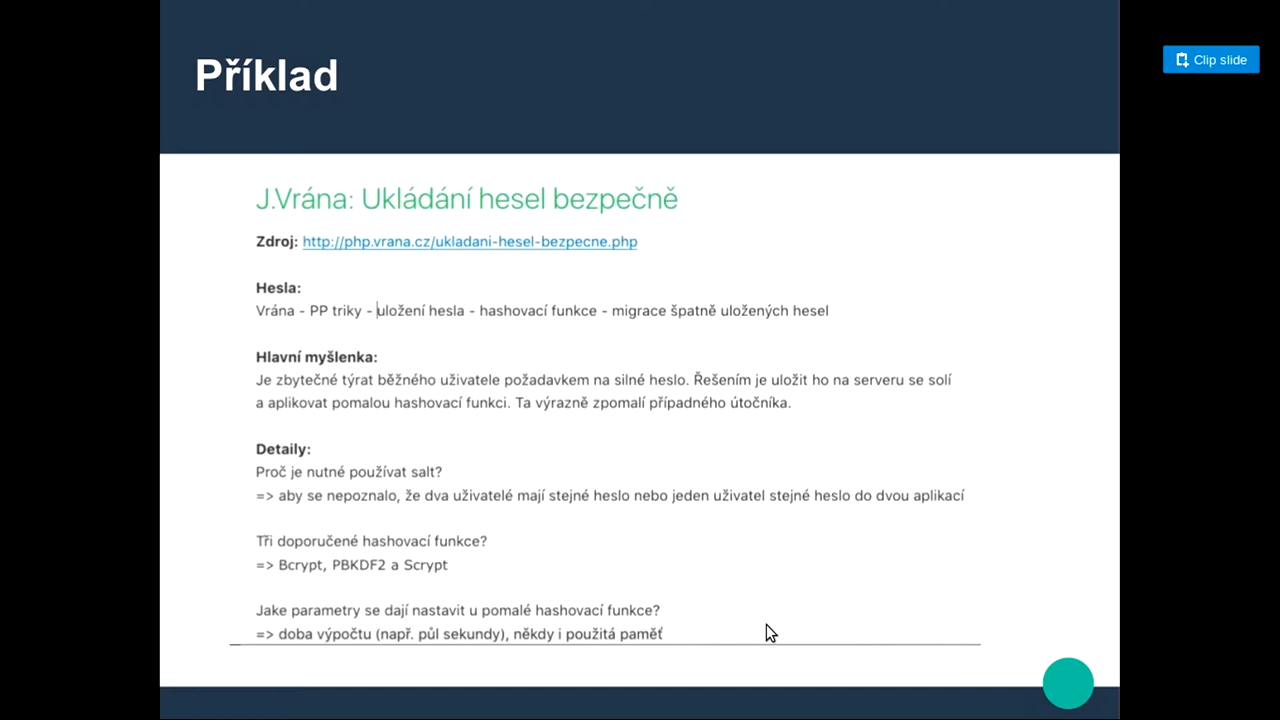 Příklad
Clip slide
J.Vrána: Ukládání hesel bezpečně
Zdroj: http://php.vrana.cz/ukladani-hesel-bezpecne.php
Hesla:
Vrána - PP triky - uložení hesla - hashovací funkce - migrace špatně uložených hesel
Hlavní myšlenka:
Je zbytečné týrat běžného uživatele požadavkem na silné heslo. Řešením je uložit ho na serveru se solí
a aplikovat pomalou hashovací funkci. Ta výrazně zpomalí případného útočníka.
Detaily:
Proč je nutné používat salt?
=> aby se nepoznalo, že dva uživatelé mají stejné heslo nebo jeden uživatel stejné heslo do dvou aplikací
Tři doporučené hashovací funkce?
=> Bcrypt, PBKDF2 a Scrypt
Jake parametry se dají nastavit u pomalé hashovací funkce?
=> doba výpočtu (např. půl sekundy), někdy i použitá paměť